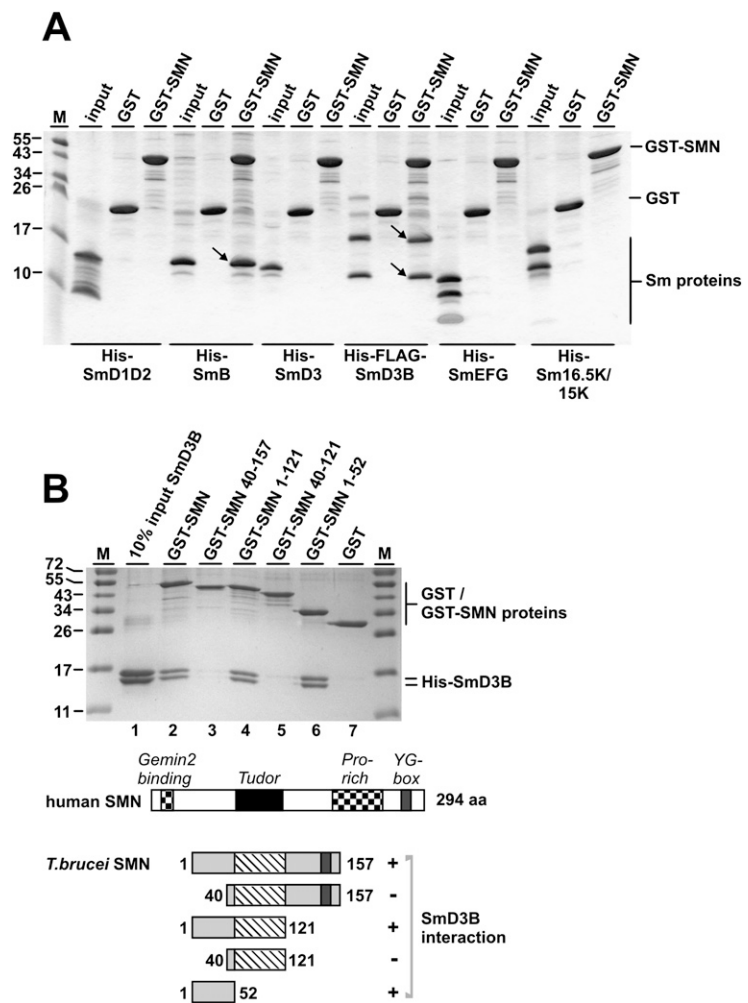 A
M input GST GST-SMN input GST GST-SMN input GST GST-SMN input GST GST-SMN input GST GST-SMN input GST GST-SMN
55
43
34
26
17
10
GST-SMN
GST
Sm proteins
His-SmD1D2
His-SmB
His-SmD3
His-FLAG-SmD3B
His-SmEFG
His-Sm16.5K/15K
B
M 10% input SmD3B GST-SMN GST-SMN 40-157 GST-SMN 1-121 GST-SMN 40-121 GST-SMN 1-52 GST M
72
55
43
34
26
17
11
GST /
GST-SMN proteins
His-SmD3B
1 2 3 4 5 6 7
Gemin2 binding
Tudor
Pro-rich
YG-box
human SMN 294 aa
T.brucei SMN 1 157 +
40 157 -
1 121 +
40 121 -
1 52 +
SmD3B
interaction